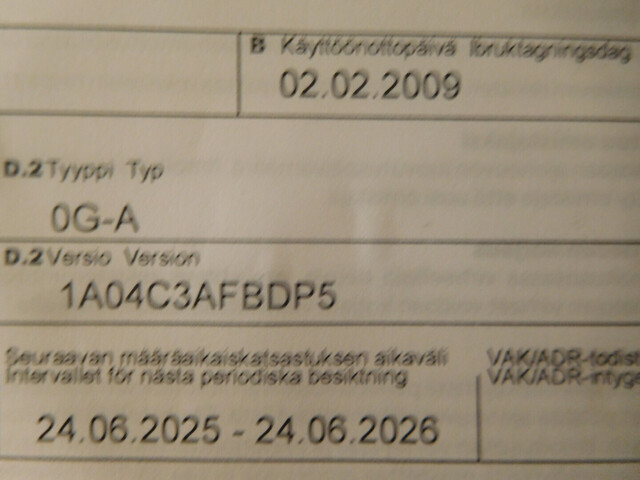 B Käyttöönottopäivä Ibruktagningsdag
02.02.2009
D.2 Tyyppi Typ
0G-A
D.2 Versio Version
1A04C3AFBDP5
Seuraavan määräaikaiskatsastuksen aikaväli
Intervallet för nästa periodiska besiktning
VAK/ADR-todist
VAK/ADR-intyge
24.06.2025 - 24.06.2026